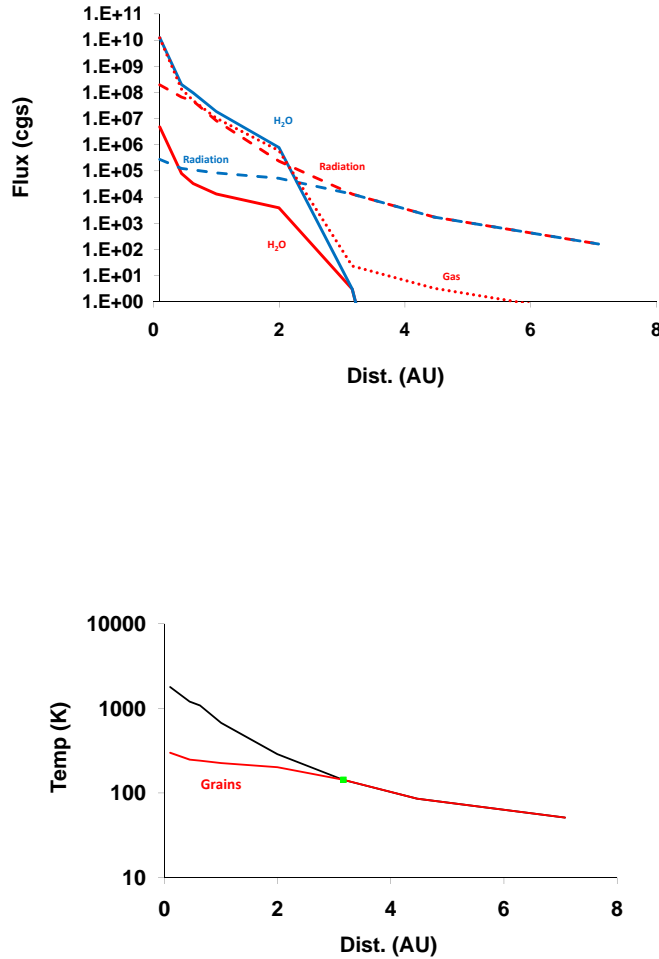 1.E+11
1.E+10
1.E+09
1.E+08
1.E+07
1.E+06
1.E+05
1.E+04
1.E+03
1.E+02
1.E+01
1.E+00
Flux (cgs)
H₂O
Radiation
Radiation
H₂O
Gas
0 2 4 6 8
Dist. (AU)
10000
1000
100
10
Temp (K)
Grains
0 2 4 6 8
Dist. (AU)